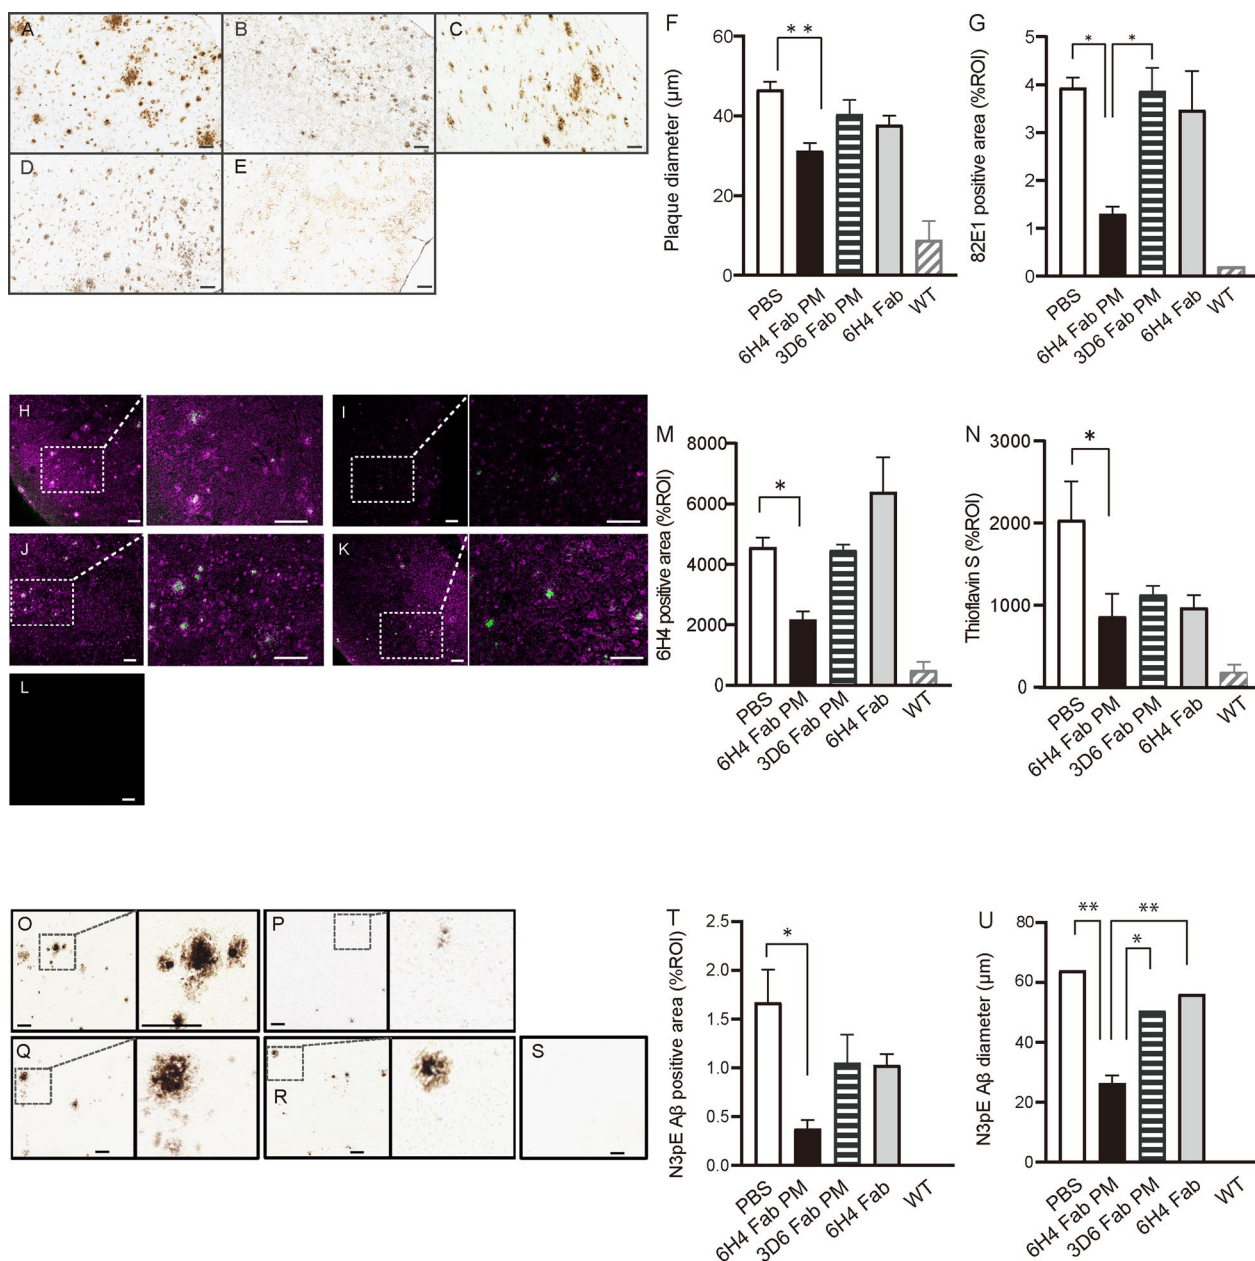 A
B
C
D
E
F
Plaque diameter (μm)
60
40
20
0
**
PBS
6H4 Fab PM
3D6 Fab PM
6H4 Fab
WT
G
82E1 positive area (%ROI)
5
4
3
2
1
0
*
*
PBS
6H4 Fab PM
3D6 Fab PM
6H4 Fab
WT
H
I
J
K
L
M
6H4 positive area (%ROI)
8000
6000
4000
2000
0
*
PBS
6H4 Fab PM
3D6 Fab PM
6H4 Fab
WT
N
Thioflavin S (%ROI)
3000
2000
1000
0
*
PBS
6H4 Fab PM
3D6 Fab PM
6H4 Fab
WT
O
P
Q
R
S
T
N3pE Aβ positive area (%ROI)
2.5
2.0
1.5
1.0
0.5
0.0
*
PBS
6H4 Fab PM
3D6 Fab PM
6H4 Fab
WT
U
N3pE Aβ diameter (μm)
80
60
40
20
0
**
**
*
PBS
6H4 Fab PM
3D6 Fab PM
6H4 Fab
WT